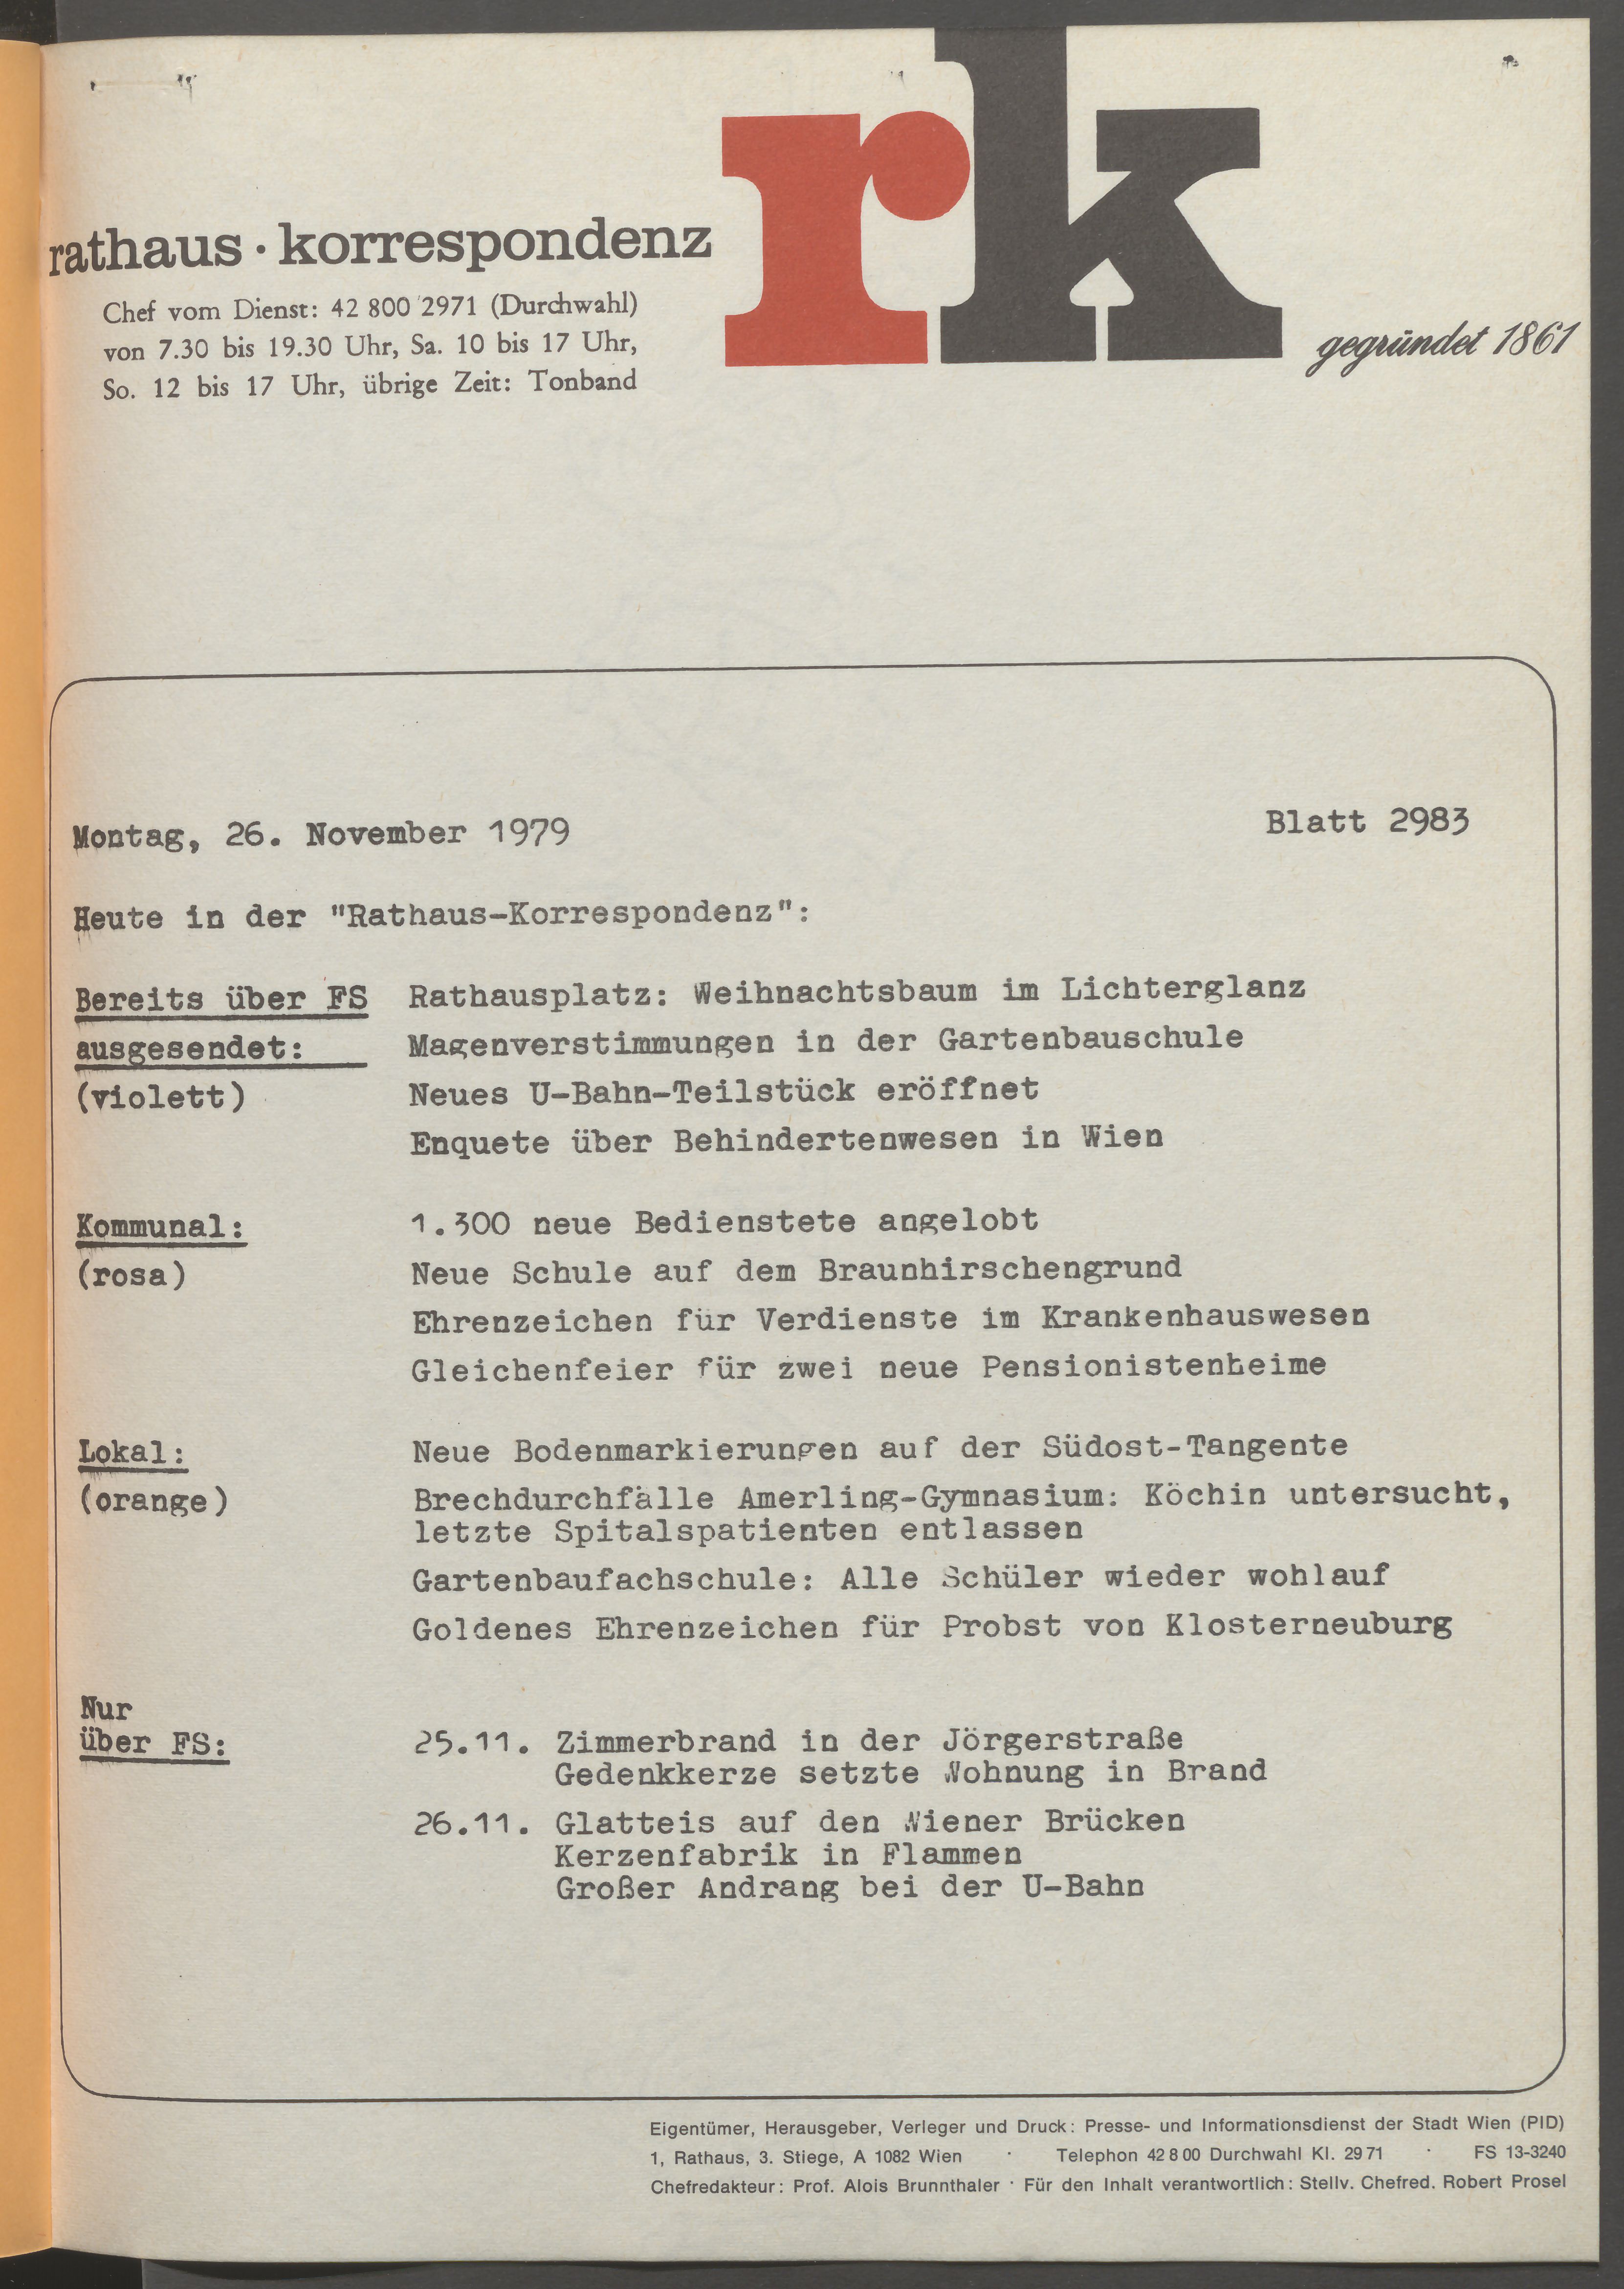 rk
rathaus · korrespondenz
Chef vom Dienst: 42 800 2971 (Durchwahl)
von 7.30 bis 19.30 Uhr, Sa. 10 bis 17 Uhr,
So. 12 bis 17 Uhr, übrige Zeit: Tonband
gegründet 1861
Montag, 26. November 1979 Blatt 2983
Heute in der "Rathaus-Korrespondenz":
Bereits über FS Rathausplatz: Weihnachtsbaum im Lichterglanz
ausgesendet: Magenverstimmungen in der Gartenbauschule
(violett) Neues U-Bahn-Teilstück eröffnet
Enquete über Behindertenwesen in Wien
Kommunal: 1.300 neue Bedienstete angelobt
(rosa) Neue Schule auf dem Braunhirschengrund
Ehrenzeichen für Verdienste im Krankenhauswesen
Gleichenfeier für zwei neue Pensionistenheime
Lokal: Neue Bodenmarkierungen auf der Südost-Tangente
(orange) Brechdurchfälle Amerling-Gymnasium: Köchin untersucht,
letzte Spitalspatienten entlassen
Gartenbaufachschule: Alle Schüler wieder wohlauf
Goldenes Ehrenzeichen für Probst von Klosterneuburg
Nur
über FS: 25.11. Zimmerbrand in der Jörgerstraße
Gedenkkerze setzte Wohnung in Brand
26.11. Glatteis auf den Wiener Brücken
Kerzenfabrik in Flammen
Großer Andrang bei der U-Bahn
Eigentümer, Herausgeber, Verleger und Druck: Presse- und Informationsdienst der Stadt Wien (PID)
1, Rathaus, 3. Stiege, A 1082 Wien · Telephon 42 8 00 Durchwahl Kl. 29 71 · FS 13-3240
Chefredakteur: Prof. Alois Brunnthaler · Für den Inhalt verantwortlich: Stellv. Chefred. Robert Prosel